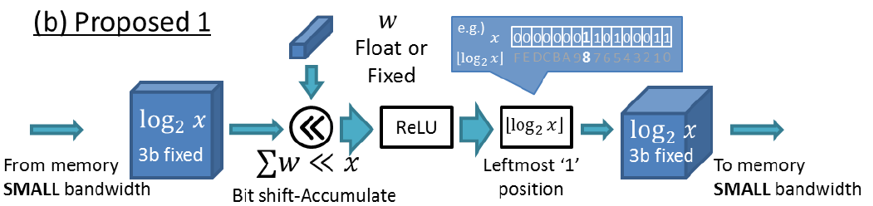 (b) Proposed 1
w
Float or
Fixed
e.g.) x 0000000110100011
⌊log₂ x⌋ FEDCBA9876543210
log₂ x
3b fixed
≪
ReLU
⌊log₂ x⌋
log₂ x
3b fixed
From memory
SMALL bandwidth
∑w ≪ x
Bit shift-Accumulate
Leftmost ‘1’
position
To memory
SMALL bandwidth